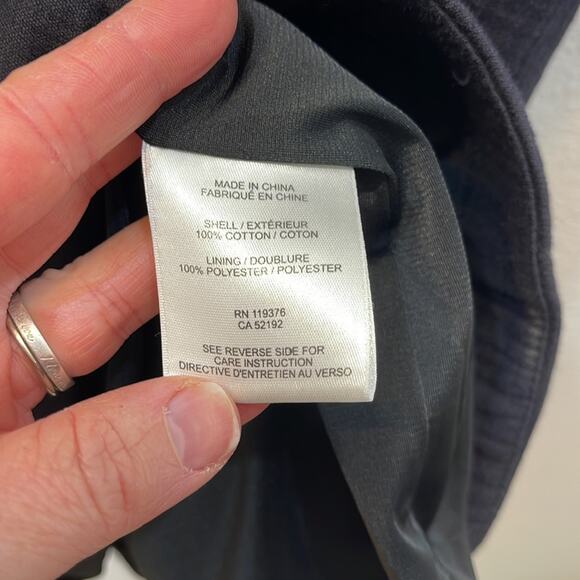 MADE IN CHINA
FABRIQUÉ EN CHINE
SHELL / EXTÉRIEUR
100% COTTON / COTON
LINING / DOUBLURE
100% POLYESTER / POLYESTER
RN 119376
CA 52192
SEE REVERSE SIDE FOR
CARE INSTRUCTION
DIRECTIVE D'ENTRETIEN AU VERSO